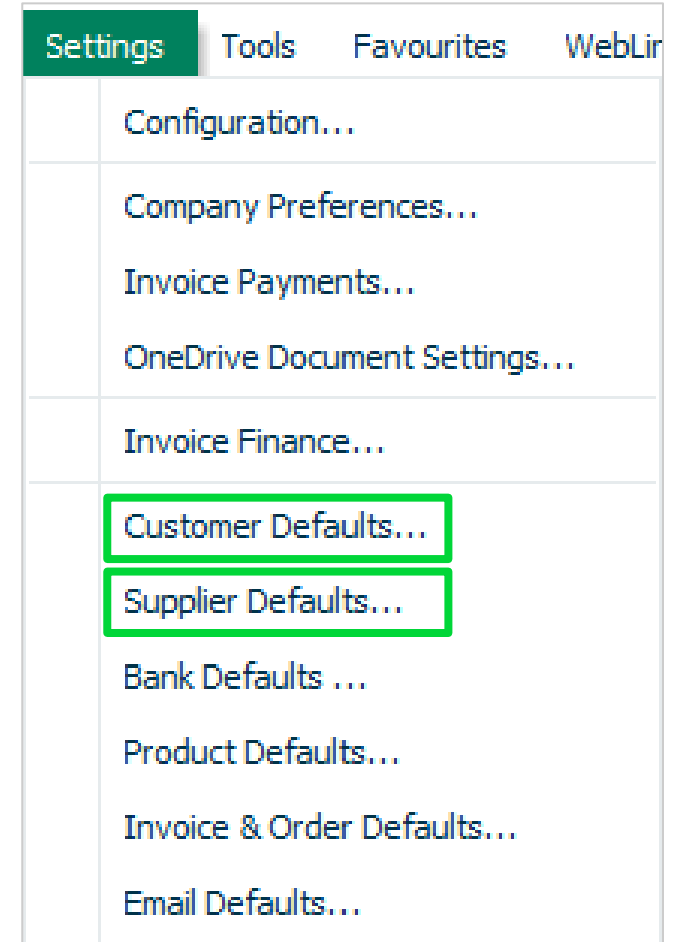 Settings Tools Favourites WebLin
Configuration...
Company Preferences...
Invoice Payments...
OneDrive Document Settings...
Invoice Finance...
Customer Defaults...
Supplier Defaults...
Bank Defaults ...
Product Defaults...
Invoice & Order Defaults...
Email Defaults...